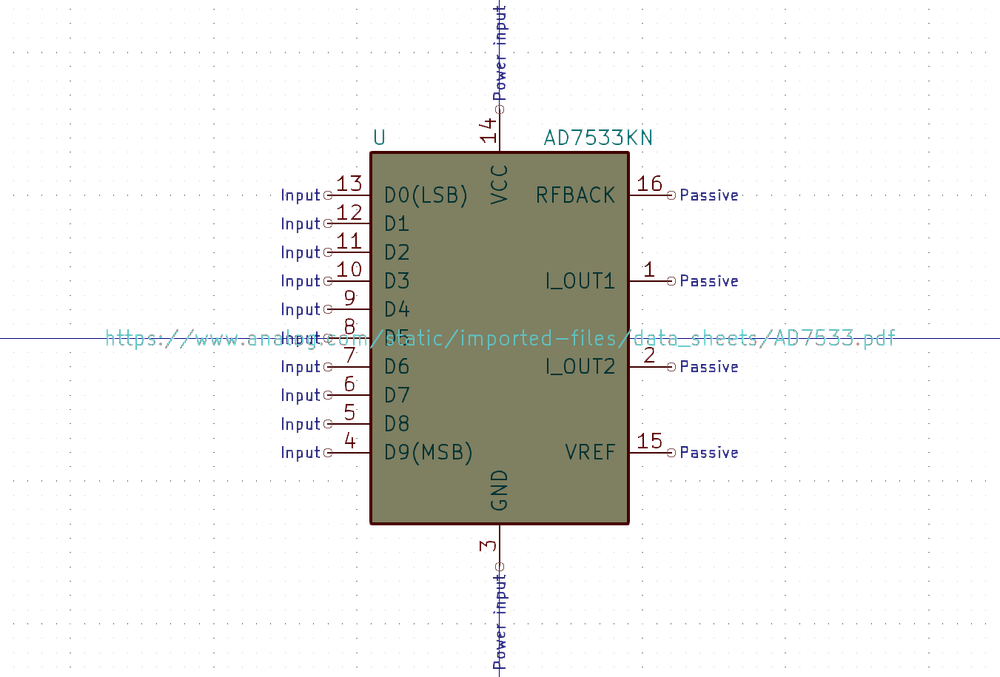 Power input
14
U AD7533KN
VCC
Input 13 D0(LSB) RFBACK 16 Passive
Input 12 D1
Input 11 D2
Input 10 D3 I_OUT1 1 Passive
Input 9 D4
Input 8 D5
https://www.analog.com/static/imported-files/data_sheets/AD7533.pdf
Input 7 D6 I_OUT2 2 Passive
Input 6 D7
Input 5 D8
Input 4 D9(MSB) VREF 15 Passive
GND
3
Power input